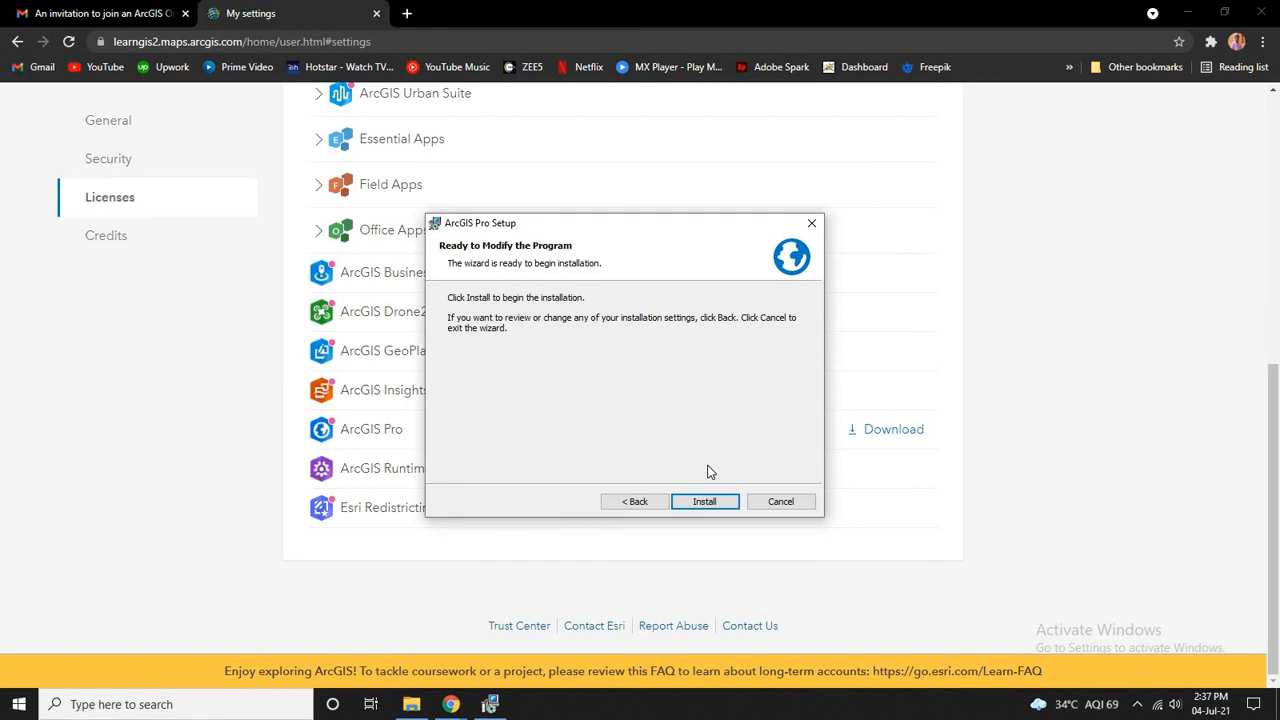 An invitation to join an ArcGIS O
My settings
learngis2.maps.arcgis.com/home/user.html#settings
Gmail
YouTube
Upwork
Prime Video
Hotstar - Watch TV...
YouTube Music
ZEE5
Netflix
MX Player - Play M...
Adobe Spark
Dashboard
Freepik
»
Other bookmarks
Reading list
General
Security
Licenses
Credits
ArcGIS Urban Suite
Essential Apps
Field Apps
Office Apps
ArcGIS Busine
ArcGIS Drone2
ArcGIS GeoPla
ArcGIS Insights
ArcGIS Pro
Download
ArcGIS Runtim
Esri Redistricti
ArcGIS Pro Setup
Ready to Modify the Program
The wizard is ready to begin installation.
Click Install to begin the installation.
If you want to review or change any of your installation settings, click Back. Click Cancel to
exit the wizard.
< Back
Install
Cancel
Trust Center
Contact Esri
Report Abuse
Contact Us
Activate Windows
Go to Settings to activate Windows.
Enjoy exploring ArcGIS! To tackle coursework or a project, please review this FAQ to learn about long-term accounts: https://go.esri.com/Learn-FAQ
Type here to search
34°C AQI 69
2:37 PM
04-Jul-21